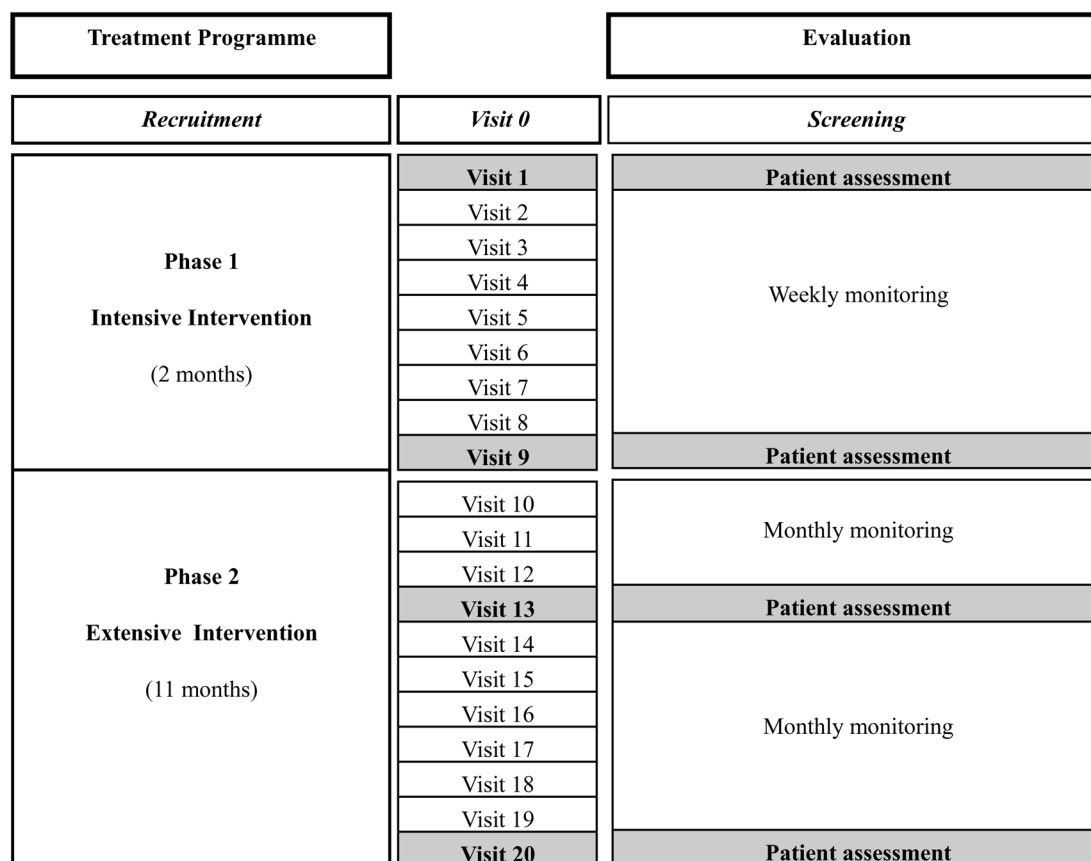 Treatment Programme
Evaluation
Recruitment
Visit 0
Screening
Phase 1
Intensive Intervention
(2 months)
Visit 1
Visit 2
Visit 3
Visit 4
Visit 5
Visit 6
Visit 7
Visit 8
Visit 9
Patient assessment
Weekly monitoring
Patient assessment
Phase 2
Extensive Intervention
(11 months)
Visit 10
Visit 11
Visit 12
Visit 13
Visit 14
Visit 15
Visit 16
Visit 17
Visit 18
Visit 19
Visit 20
Monthly monitoring
Patient assessment
Monthly monitoring
Patient assessment